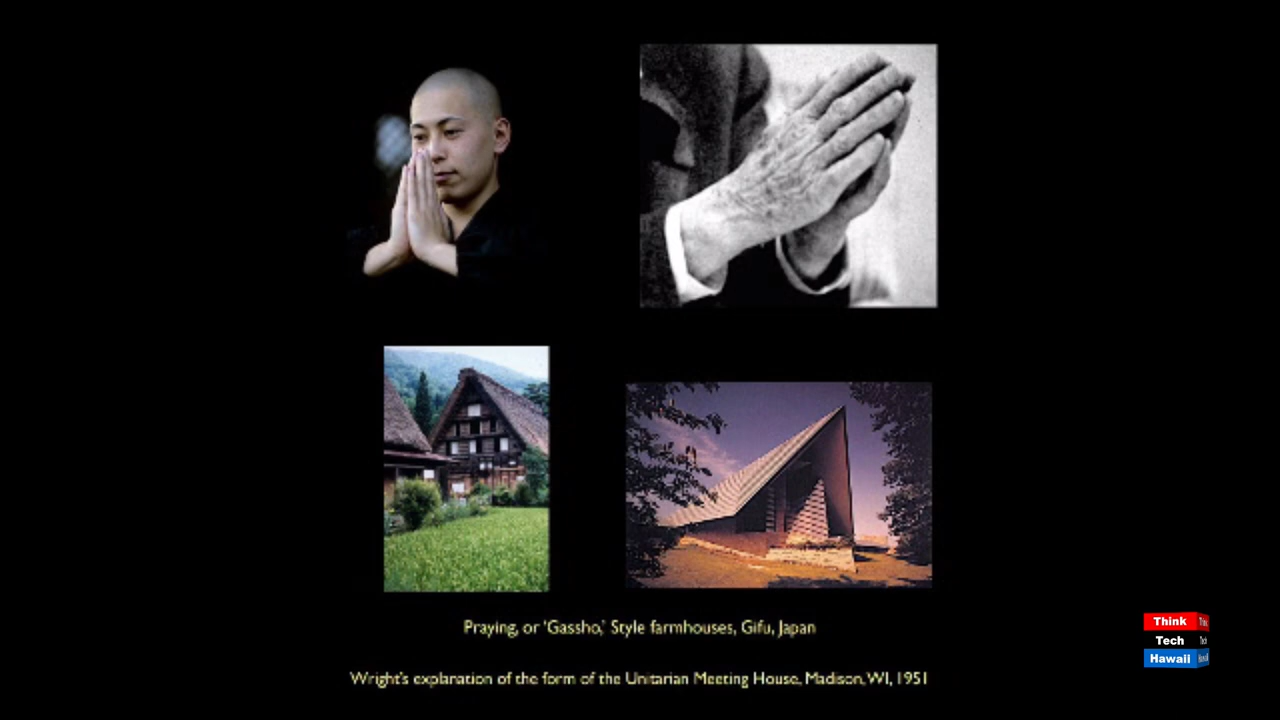 Praying, or 'Gassho,' Style farmhouses, Gifu, Japan
Wright's explanation of the form of the Unitarian Meeting House, Madison, WI, 1951
Think
Tech
Hawaii